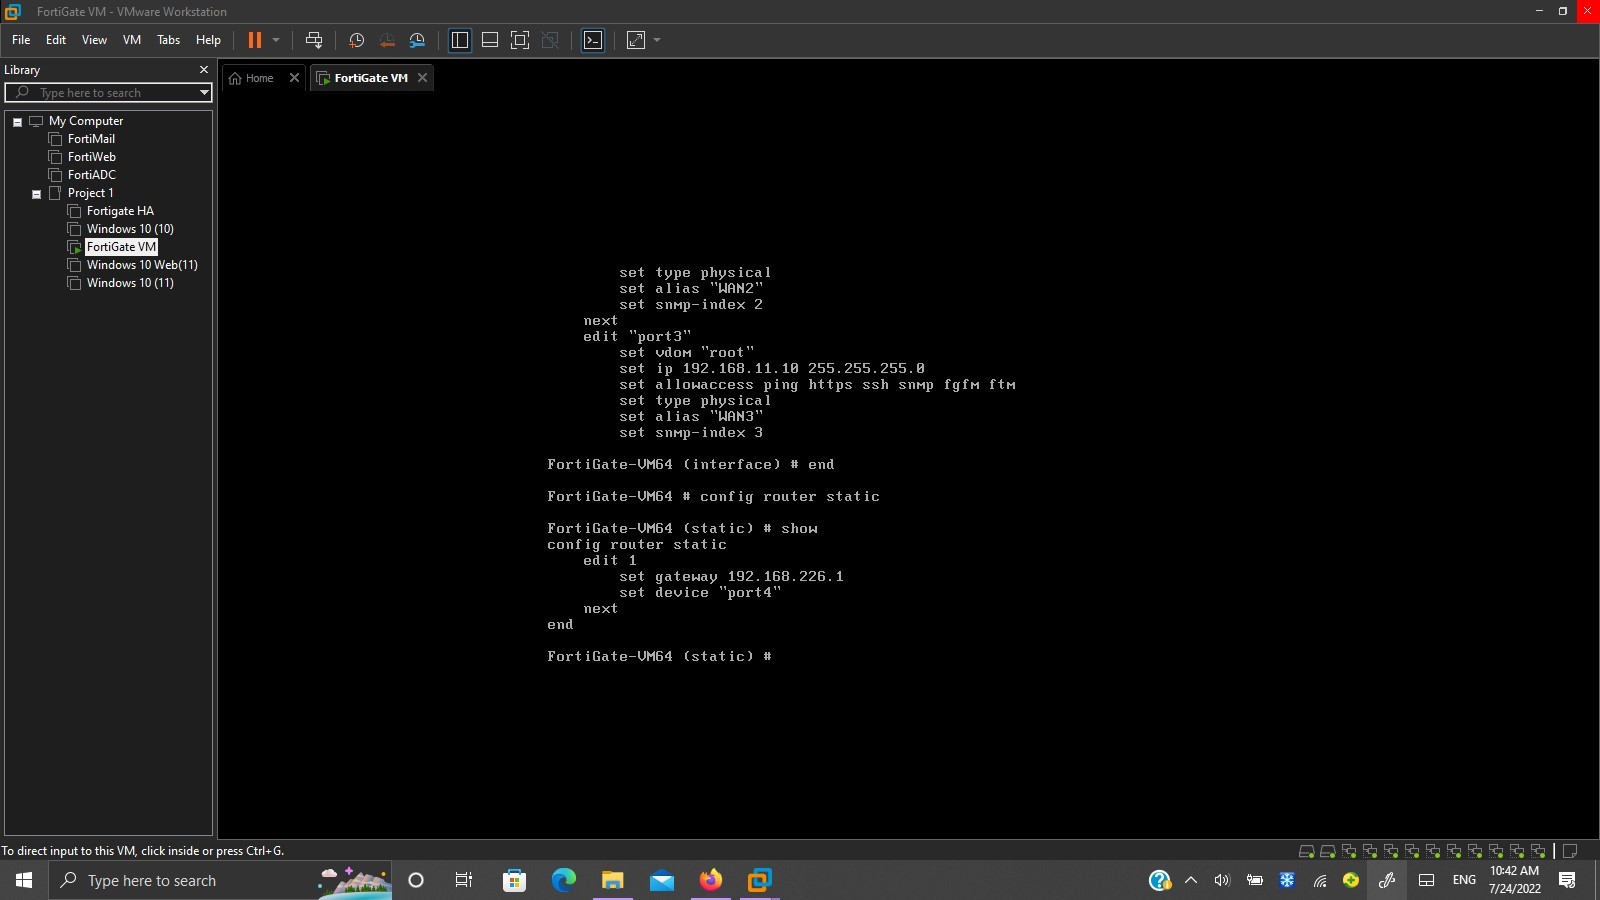 FortiGate VM - VMware Workstation
File Edit View VM Tabs Help
Library
Type here to search
My Computer
FortiMail
FortiWeb
FortiADC
Project 1
Fortigate HA
Windows 10 (10)
FortiGate VM
Windows 10 Web(11)
Windows 10 (11)
Home
FortiGate VM
set type physical
set alias "WAN2"
set snmp-index 2
next
edit "port3"
set vdom "root"
set ip 192.168.11.10 255.255.255.0
set allowaccess ping https ssh snmp fgfm ftm
set type physical
set alias "WAN3"
set snmp-index 3
FortiGate-VM64 (interface) # end
FortiGate-VM64 # config router static
FortiGate-VM64 (static) # show
config router static
edit 1
set gateway 192.168.226.1
set device "port4"
next
end
FortiGate-VM64 (static) #
To direct input to this VM, click inside or press Ctrl+G.
Type here to search
ENG
10:42 AM
7/24/2022